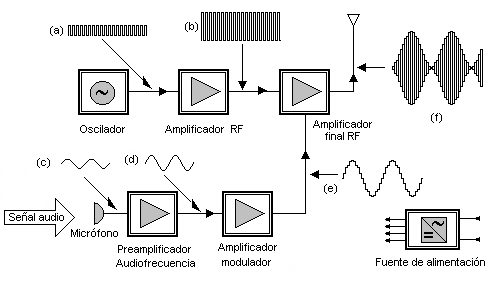 (a)
(b)
Oscilador
Amplificador RF
Amplificador
final RF
(f)
(c)
(d)
(e)
Señal audio
Micrófono
Preamplificador
Audiofrecuencia
Amplificador
modulador
Fuente de alimentación